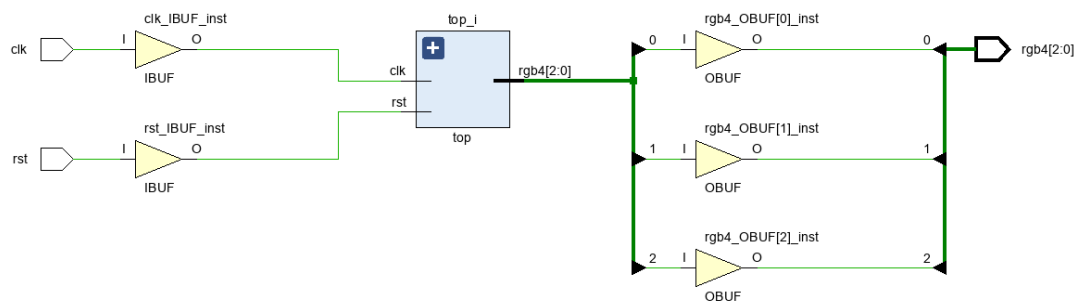 clk_IBUF_inst
clk
I
O
IBUF
rst_IBUF_inst
rst
I
O
IBUF
top_i
clk
rst
rgb4[2:0]
top
rgb4_OBUF[0]_inst
0
I
O
0
OBUF
rgb4[2:0]
rgb4_OBUF[1]_inst
1
I
O
1
OBUF
rgb4_OBUF[2]_inst
2
I
O
2
OBUF